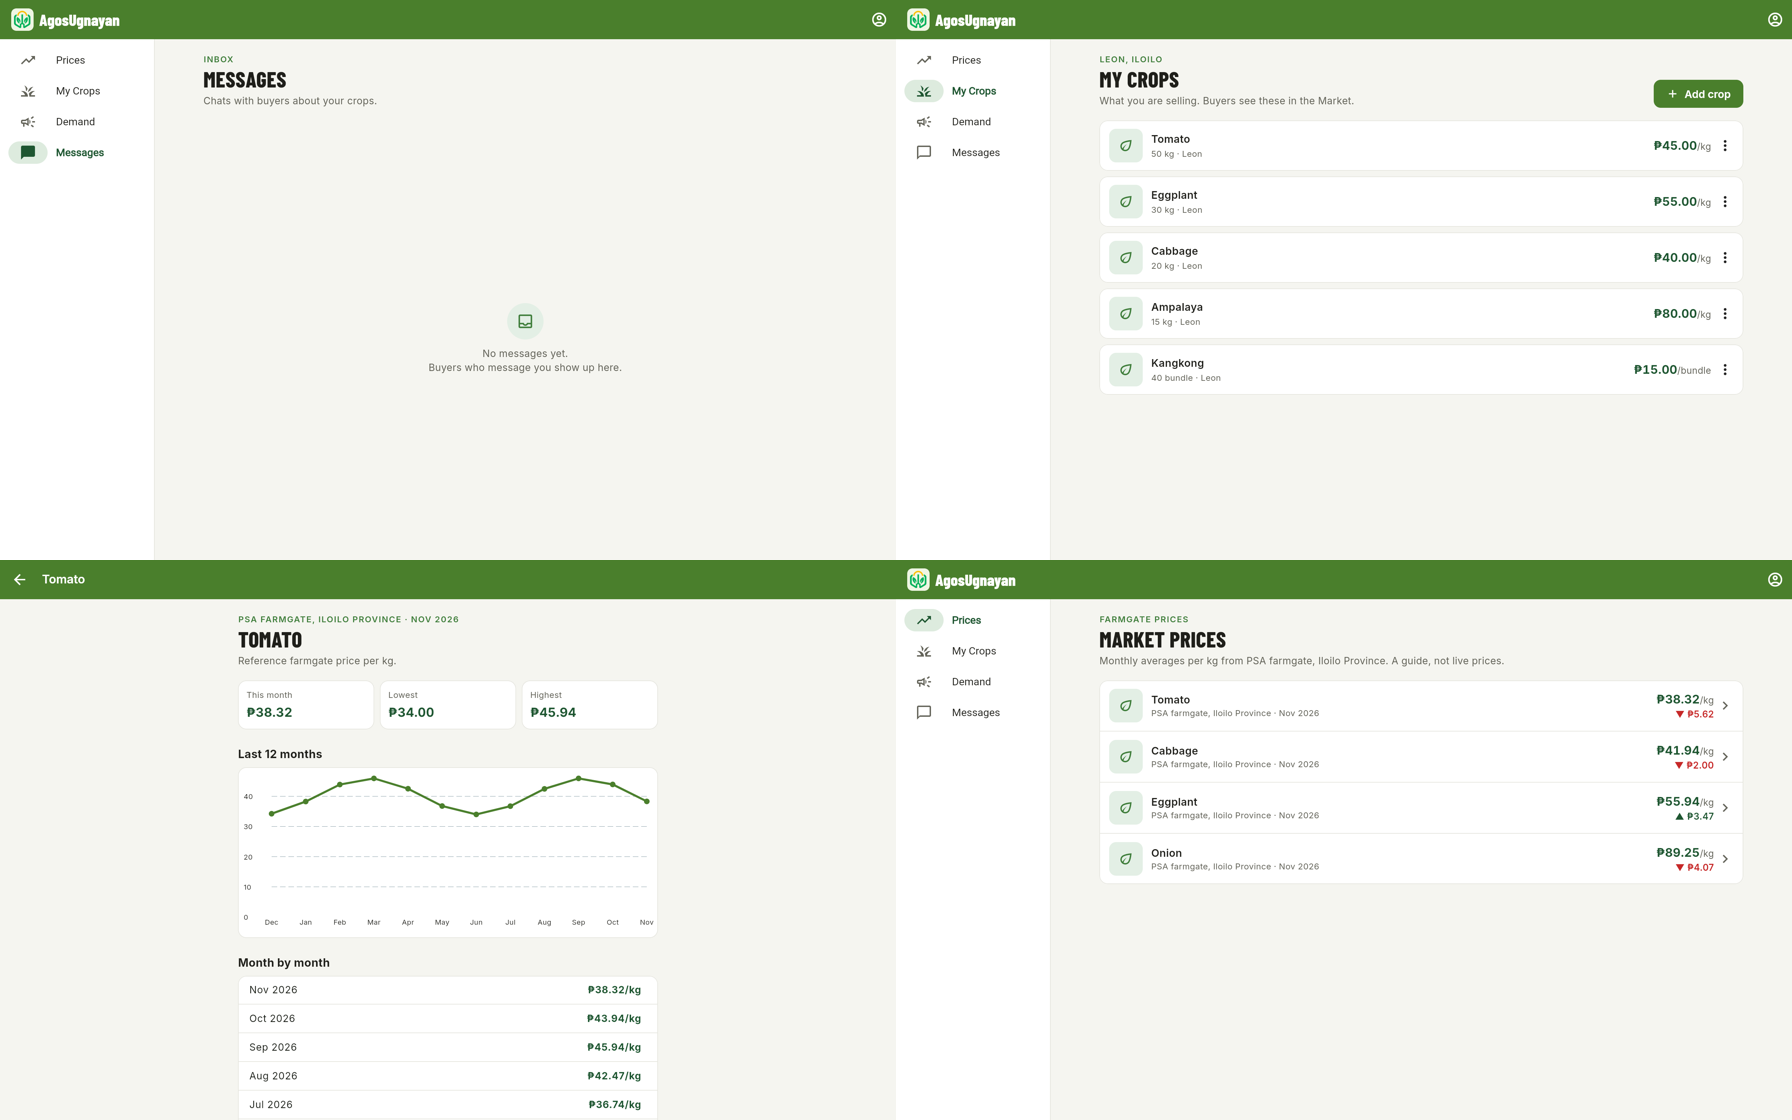 AgosUgnayan
Prices
My Crops
Demand
Messages
INBOX
MESSAGES
Chats with buyers about your crops.
No messages yet.
Buyers who message you show up here.
AgosUgnayan
Prices
My Crops
Demand
Messages
LEON, ILOILO
MY CROPS
What you are selling. Buyers see these in the Market.
+ Add crop
Tomato
50 kg · Leon
₱45.00/kg
Eggplant
30 kg · Leon
₱55.00/kg
Cabbage
20 kg · Leon
₱40.00/kg
Ampalaya
15 kg · Leon
₱80.00/kg
Kangkong
40 bundle · Leon
₱15.00/bundle
Tomato
PSA FARMGATE, ILOILO PROVINCE · NOV 2026
TOMATO
Reference farmgate price per kg.
This month
₱38.32
Lowest
₱34.00
Highest
₱45.94
Last 12 months
40
30
20
10
0
Dec Jan Feb Mar Apr May Jun Jul Aug Sep Oct Nov
Month by month
Nov 2026 ₱38.32/kg
Oct 2026 ₱43.94/kg
Sep 2026 ₱45.94/kg
Aug 2026 ₱42.47/kg
Jul 2026 ₱36.74/kg
AgosUgnayan
Prices
My Crops
Demand
Messages
FARMGATE PRICES
MARKET PRICES
Monthly averages per kg from PSA farmgate, Iloilo Province. A guide, not live prices.
Tomato
PSA farmgate, Iloilo Province · Nov 2026
₱38.32/kg
▼ ₱5.62
Cabbage
PSA farmgate, Iloilo Province · Nov 2026
₱41.94/kg
▼ ₱2.00
Eggplant
PSA farmgate, Iloilo Province · Nov 2026
₱55.94/kg
▲ ₱3.47
Onion
PSA farmgate, Iloilo Province · Nov 2026
₱89.25/kg
▼ ₱4.07